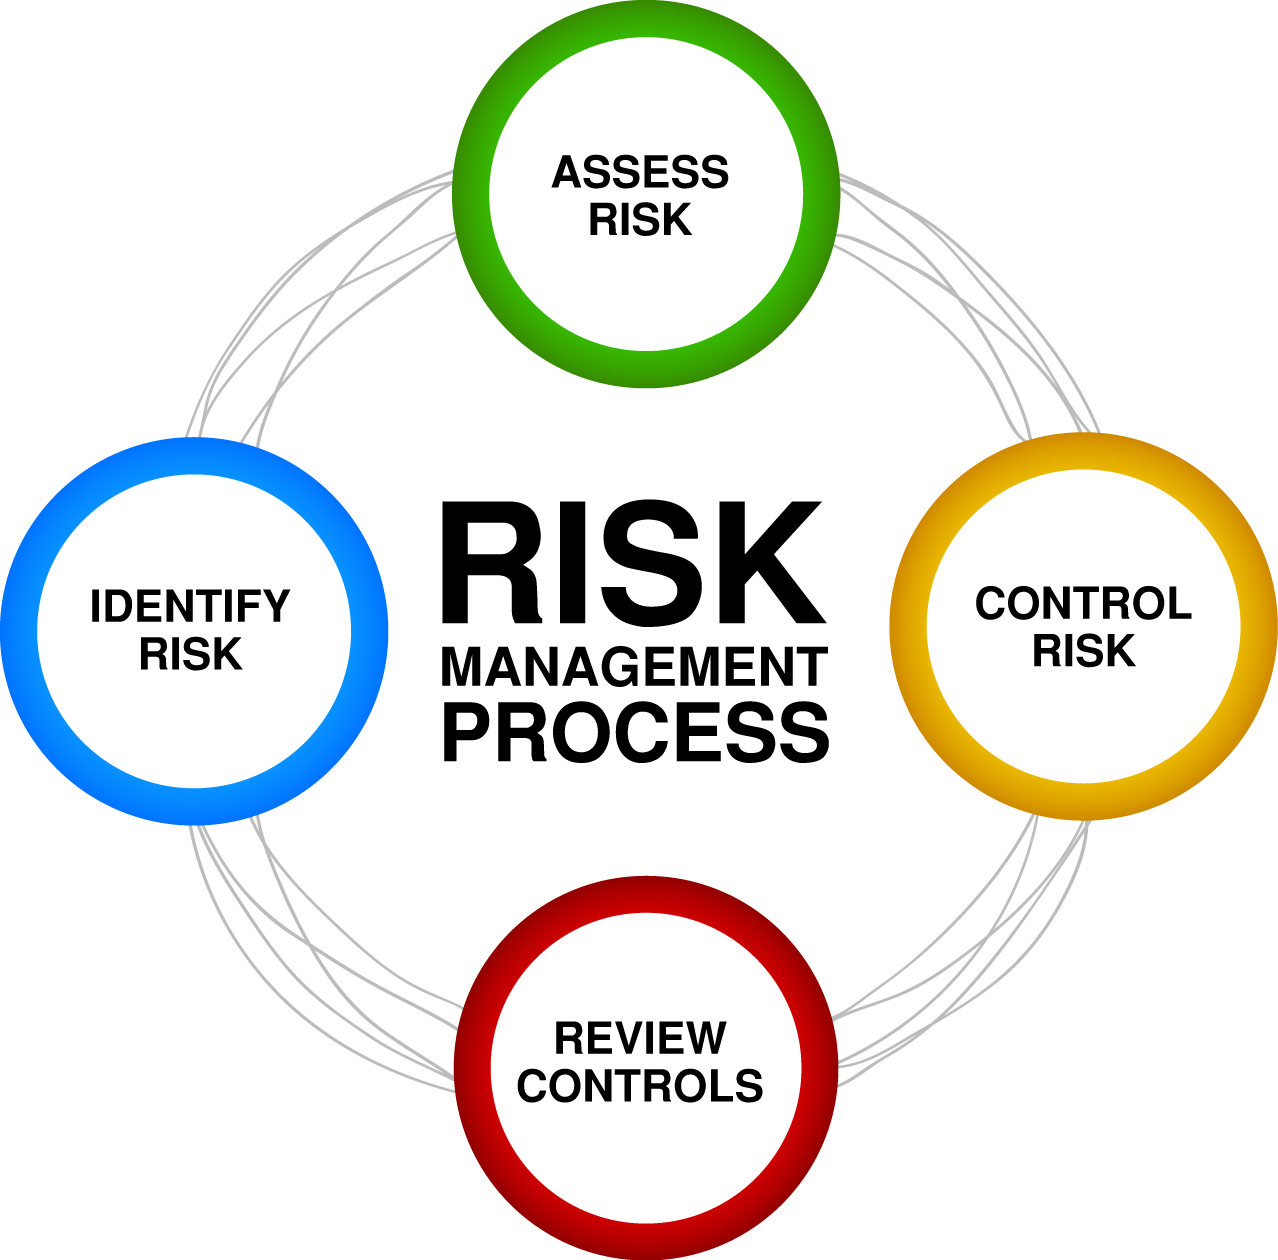 ASSESS
RISK
IDENTIFY
RISK
RISK
MANAGEMENT
PROCESS
CONTROL
RISK
REVIEW
CONTROLS